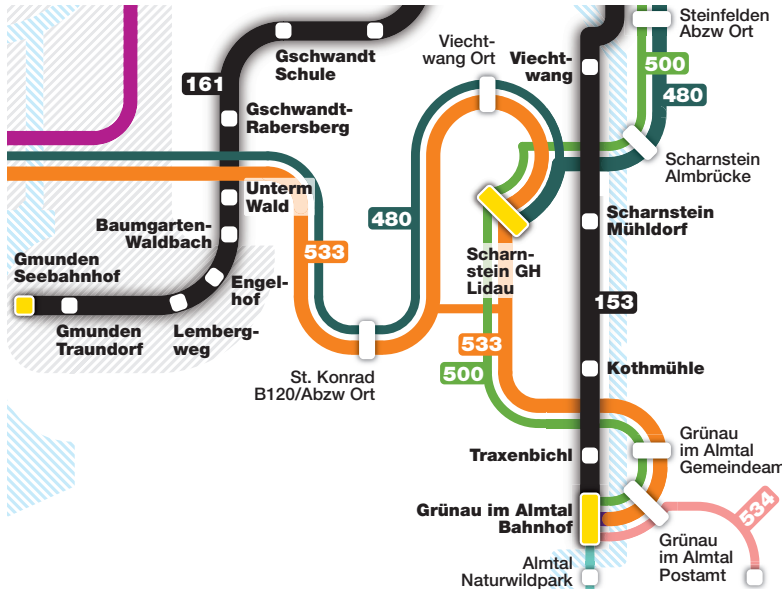 Steinfelden
Abzw Ort
500
480
Gschwandt
Schule
Viecht-
wang Ort
Viecht-
wang
161
Gschwandt-
Rabersberg
Scharnstein
Almbrücke
Unterm
Wald
480
533
Baumgarten-
Waldbach
Scharnstein
Mühldorf
Gmunden
Seebahnhof
Engel-
hof
Scharn-
stein GH
Lidau
153
Gmunden
Traundorf
Lemberg-
weg
533
500
St. Konrad
B120/Abzw Ort
Kothmühle
Traxenbichl
Grünau
im Almtal
Gemeindeam
Grünau im Almtal
Bahnhof
534
Grünau
im Almtal
Postamt
Almtal
Naturwildpark